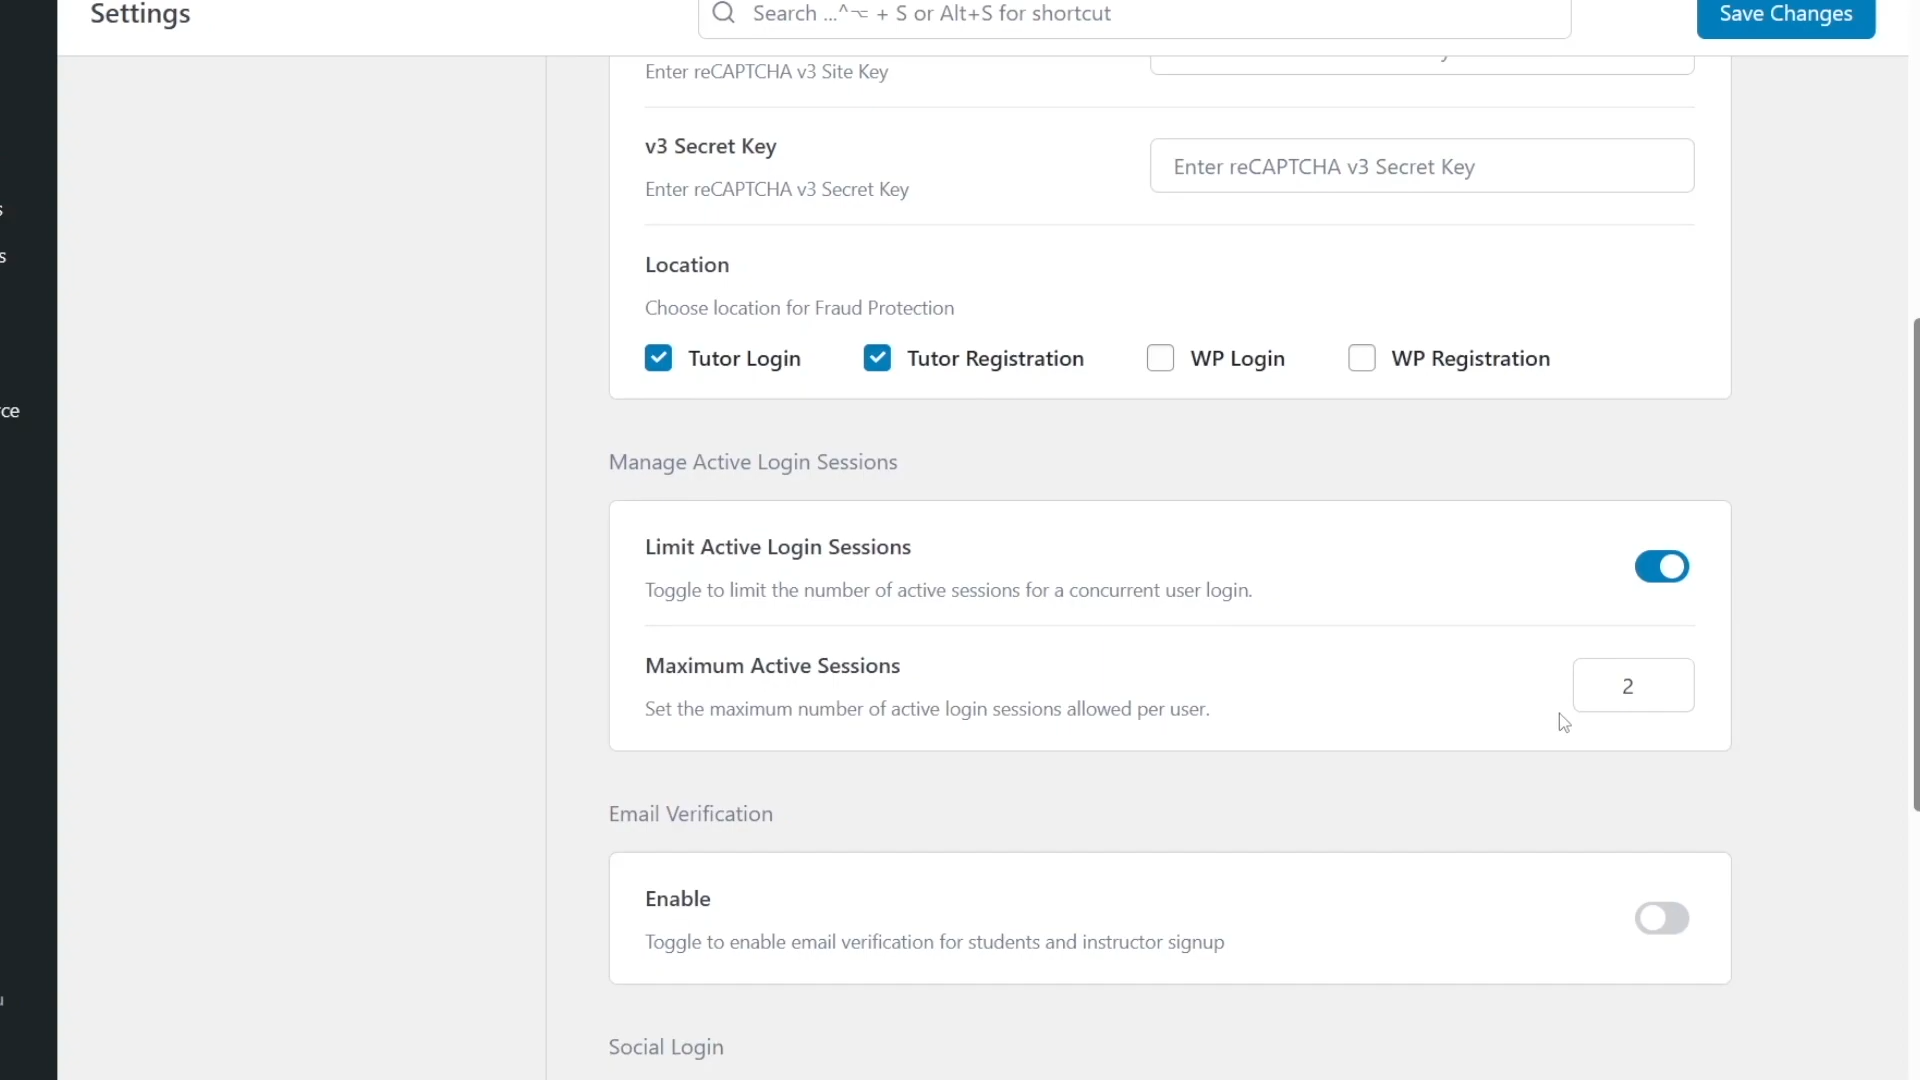 Settings
Search ...^⌥ + S or Alt+S for shortcut
Save Changes
Enter reCAPTCHA v3 Site Key
v3 Secret Key
Enter reCAPTCHA v3 Secret Key
Enter reCAPTCHA v3 Secret Key
Location
Choose location for Fraud Protection
Tutor Login
Tutor Registration
WP Login
WP Registration
Manage Active Login Sessions
Limit Active Login Sessions
Toggle to limit the number of active sessions for a concurrent user login.
Maximum Active Sessions
2
Set the maximum number of active login sessions allowed per user.
Email Verification
Enable
Toggle to enable email verification for students and instructor signup
Social Login